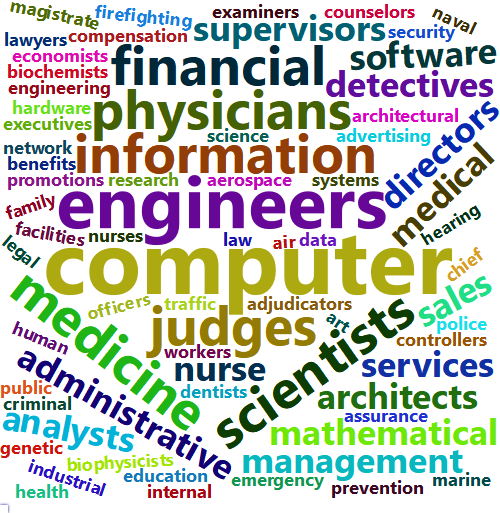 magistrate
firefighting
examiners
counselors
naval
lawyers
compensation
supervisors
security
economists
financial
software
biochemists
detectives
engineering
hardware
physicians
architectural
executives
science
advertising
directors
network
information
medical
benefits
promotions
research
aerospace
systems
family
engineers
hearing
facilities
nurses
law
air
data
legal
computer
chief
medicine
officers
traffic
adjudicators
art
scientists
sales
police
human
judges
controllers
workers
administrative
nurse
services
public
dentists
architects
criminal
assurance
analysts
mathematical
genetic
biophysicists
management
industrial
education
emergency
marine
health
internal
prevention